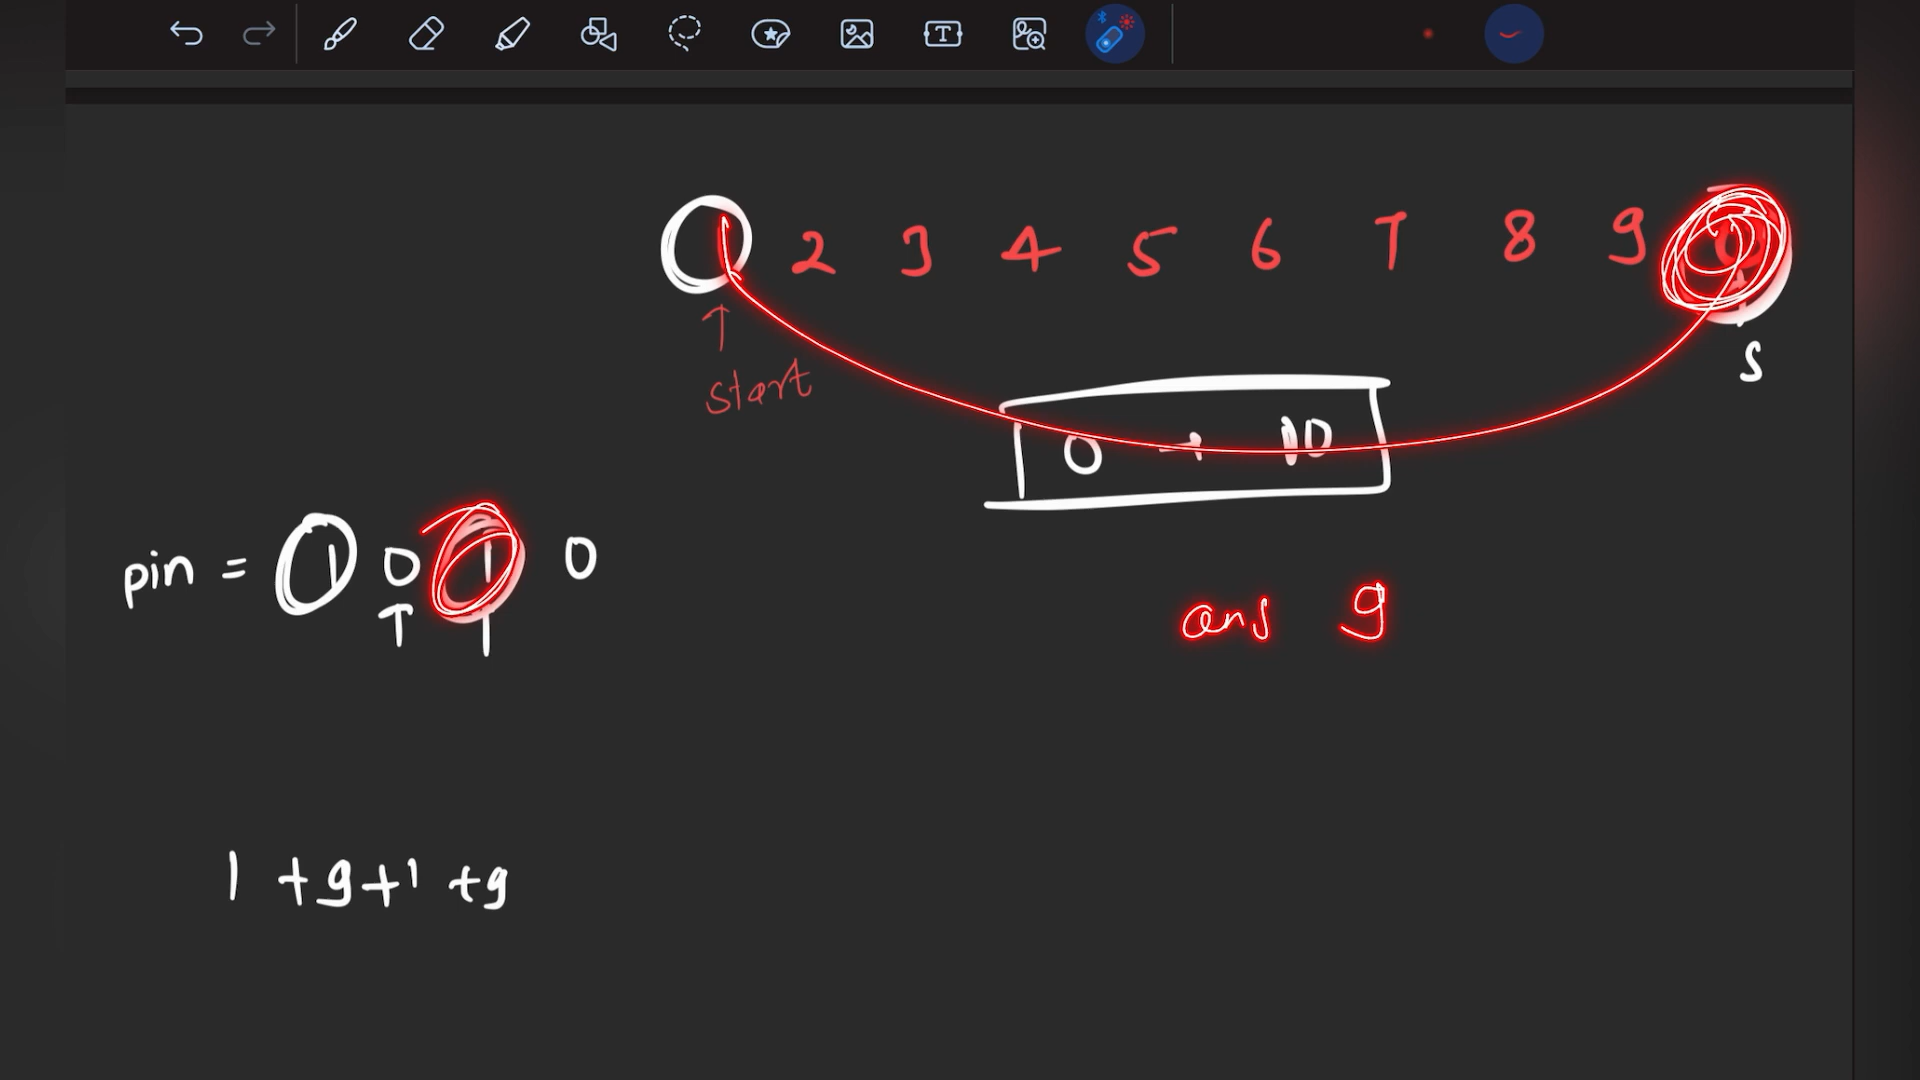 1 2 3 4 5 6 7 8 9 0
↑
start
S
0 → 10
pin = 1 0 1 0
ans 9
1 + 9 + 1 + 9